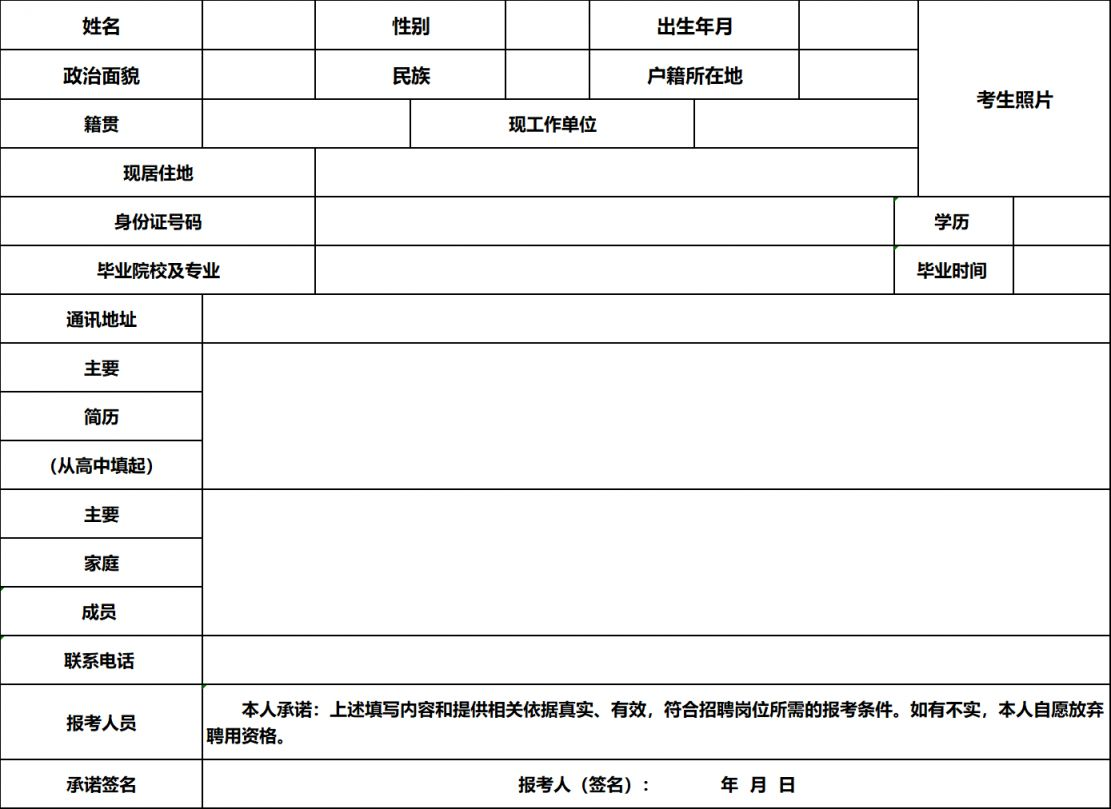 姓名 性别 出生年月
政治面貌 民族 户籍所在地
考生照片
籍贯 现工作单位
现居住地
身份证号码 学历
毕业院校及专业 毕业时间
通讯地址
主要
简历
（从高中填起）
主要
家庭
成员
联系电话
报考人员
本人承诺：上述填写内容和提供相关依据真实、有效，符合招聘岗位所需的报考条件。如有不实，本人自愿放弃
聘用资格。
承诺签名
报考人（签名）： 年 月 日